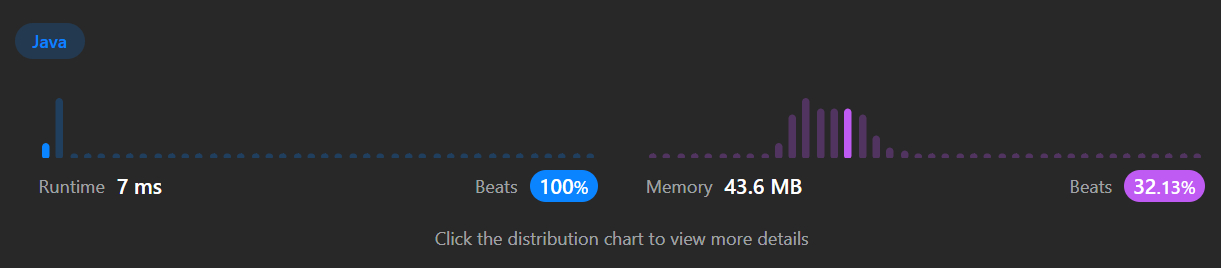 Java
Runtime 7 ms Beats 100% Memory 43.6 MB Beats 32.13%
Click the distribution chart to view more details